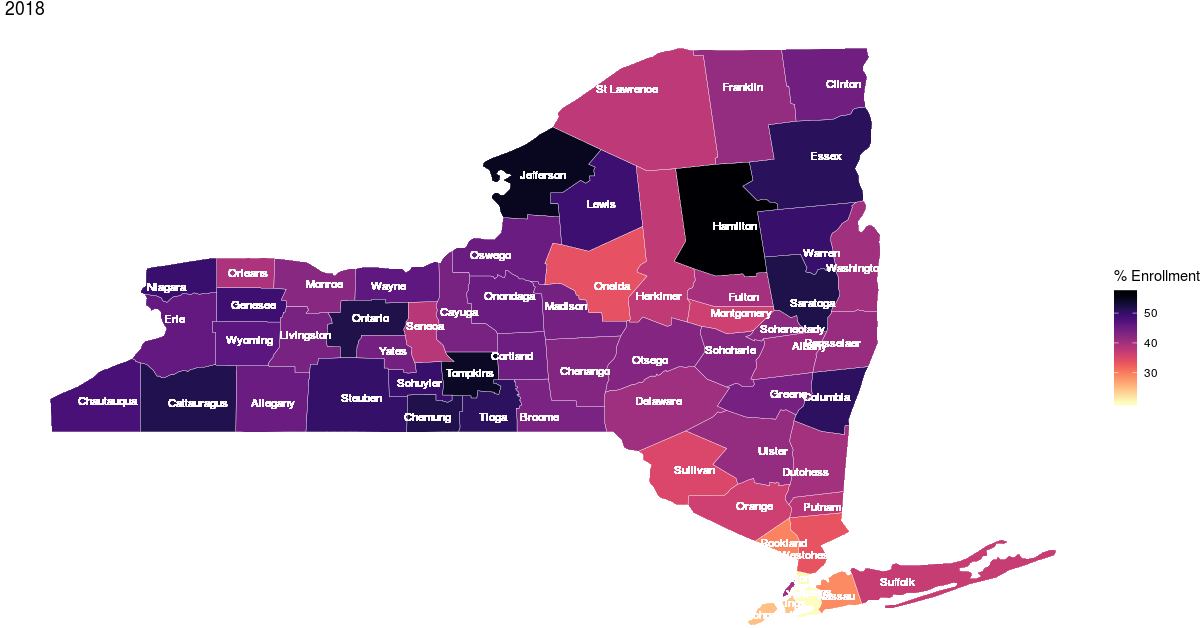 2018
Clinton
Franklin
St Lawrence
Essex
Jefferson
Lewis
Hamilton
Warren
Washington
Oswego
Orleans
Niagara
Monroe
Wayne
Oneida
Herkimer
Fulton
Saratoga
Genesee
Onondaga
Madison
Montgomery
Erie
Ontario
Seneca
Cayuga
Schenectady
Wyoming
Livingston
Albany
Rensselaer
Yates
Cortland
Schoharie
Otsego
Tompkins
Chenango
Schuyler
Chautauqua
Cattaraugus
Allegany
Steuben
Delaware
Greene
Columbia
Chemung
Tioga
Broome
Ulster
Sullivan
Dutchess
Orange
Putnam
Rockland
Suffolk
% Enrollment
50
40
30